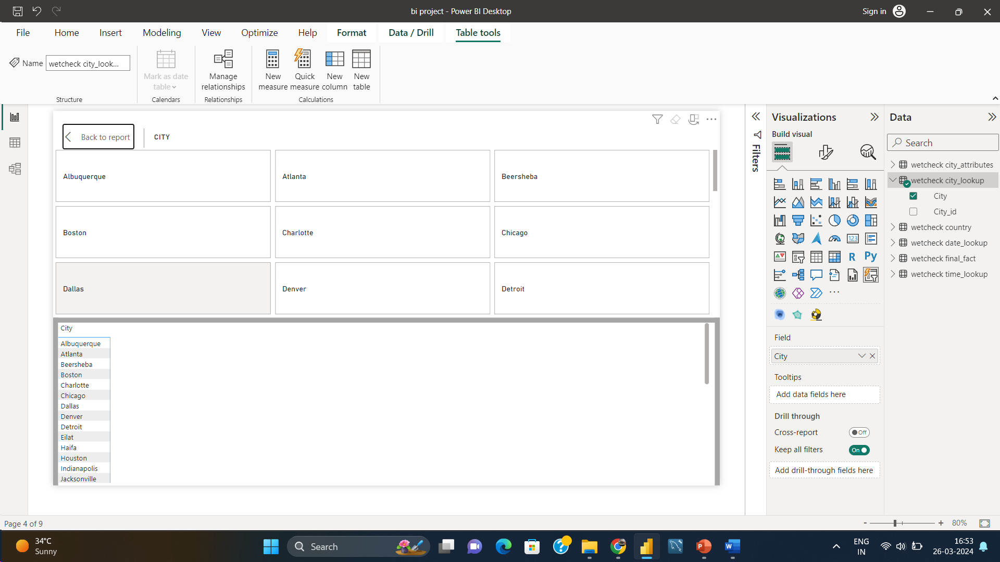 bi project - Power BI Desktop
Sign in
File
Home
Insert
Modeling
View
Optimize
Help
Format
Data / Drill
Table tools
Name
wetcheck city_look...
Structure
Mark as date
table
Calendars
Manage
relationships
Relationships
New
measure
Quick
measure
New
column
New
table
Calculations
Back to report
CITY
Albuquerque
Atlanta
Beersheba
Boston
Charlotte
Chicago
Dallas
Denver
Detroit
City
Albuquerque
Atlanta
Beersheba
Boston
Charlotte
Chicago
Dallas
Denver
Detroit
Eilat
Haifa
Houston
Indianapolis
Jacksonville
Filters
Visualizations
Build visual
123
R
Py
Field
City
Tooltips
Add data fields here
Drill through
Cross-report
Off
Keep all filters
On
Add drill-through fields here
Data
Search
wetcheck city_attributes
wetcheck city_lookup
City
City_id
wetcheck country
wetcheck date_lookup
wetcheck final_fact
wetcheck time_lookup
Page 4 of 9
- + 80%
34°C
Sunny
Search
ENG
IN
16:53
26-03-2024